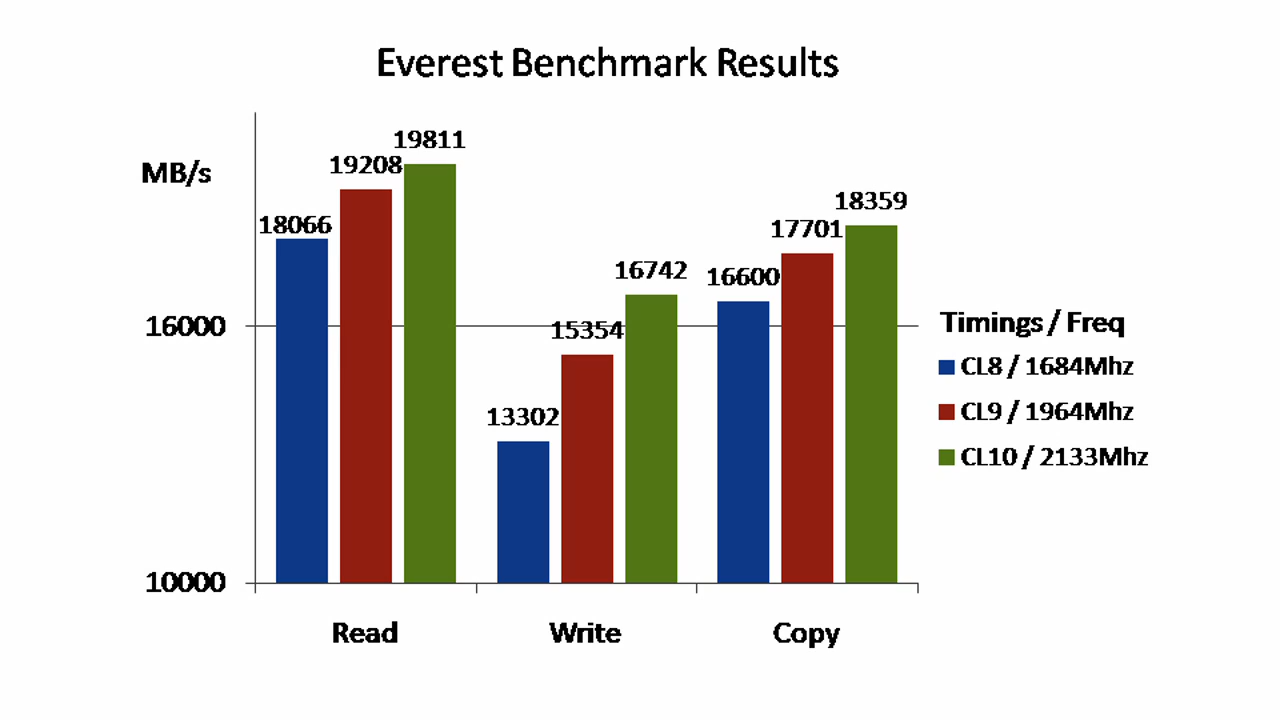 Everest Benchmark Results
MB/s
19811
19208
18066
18359
17701
16600
16742
15354
13302
16000
10000
Read Write Copy
Timings / Freq
CL8 / 1684Mhz
CL9 / 1964Mhz
CL10 / 2133Mhz